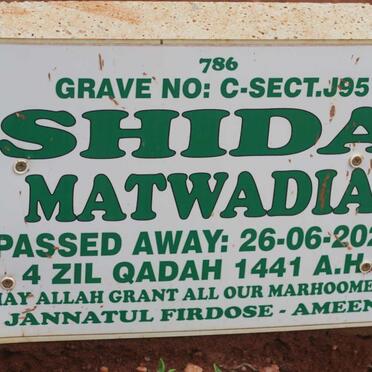 786
GRAVE NO: C-SECT.J95
SHIDA
MATWADIA
PASSED AWAY: 26-06-202
4 ZIL QADAH 1441 A.H
MAY ALLAH GRANT ALL OUR MARHOOME
JANNATUL FIRDOSE - AMEEN